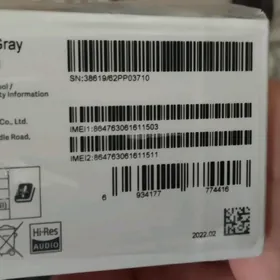 Gray
SN:38619/62PP03710
ol /
ty Information
Co., Ltd.
dle Road,
IMEI1:864763061611503
IMEI2:864763061611511
6 934177 774416
Hi-Res
AUDIO
2022.02